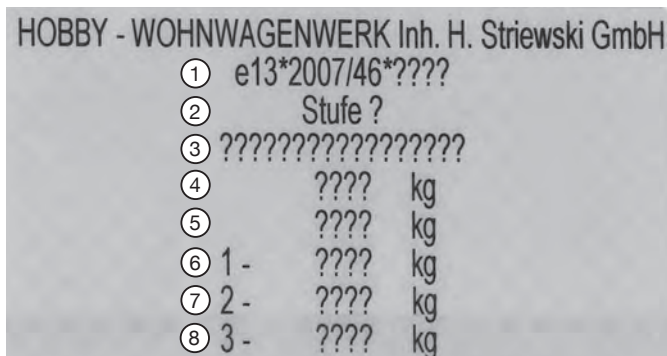 HOBBY - WOHNWAGENWERK Inh. H. Striewski GmbH
① e13*2007/46*????
② Stufe ?
③ ?????????????????
④ ???? kg
⑤ ???? kg
⑥ 1 - ???? kg
⑦ 2 - ???? kg
⑧ 3 - ???? kg